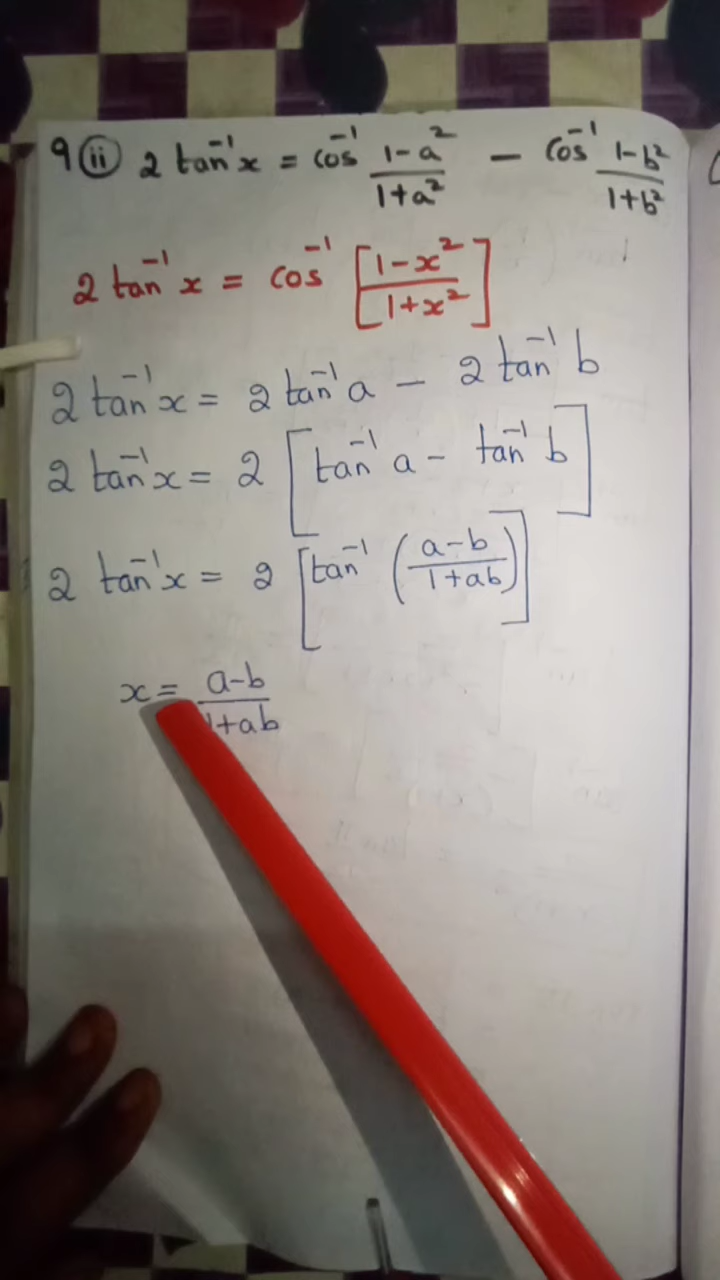 9 (ii) 2 tan⁻¹x = cos⁻¹ (1-a²)/(1+a²) - cos⁻¹ (1-b²)/(1+b²)
2 tan⁻¹ x = cos⁻¹ [(1-x²)/(1+x²)]
2 tan⁻¹x = 2 tan⁻¹a - 2 tan⁻¹ b
2 tan⁻¹x = 2 [tan⁻¹ a - tan⁻¹ b]
2 tan⁻¹x = 2 [tan⁻¹ ((a-b)/(1+ab))]
x = (a-b)/(1+ab)